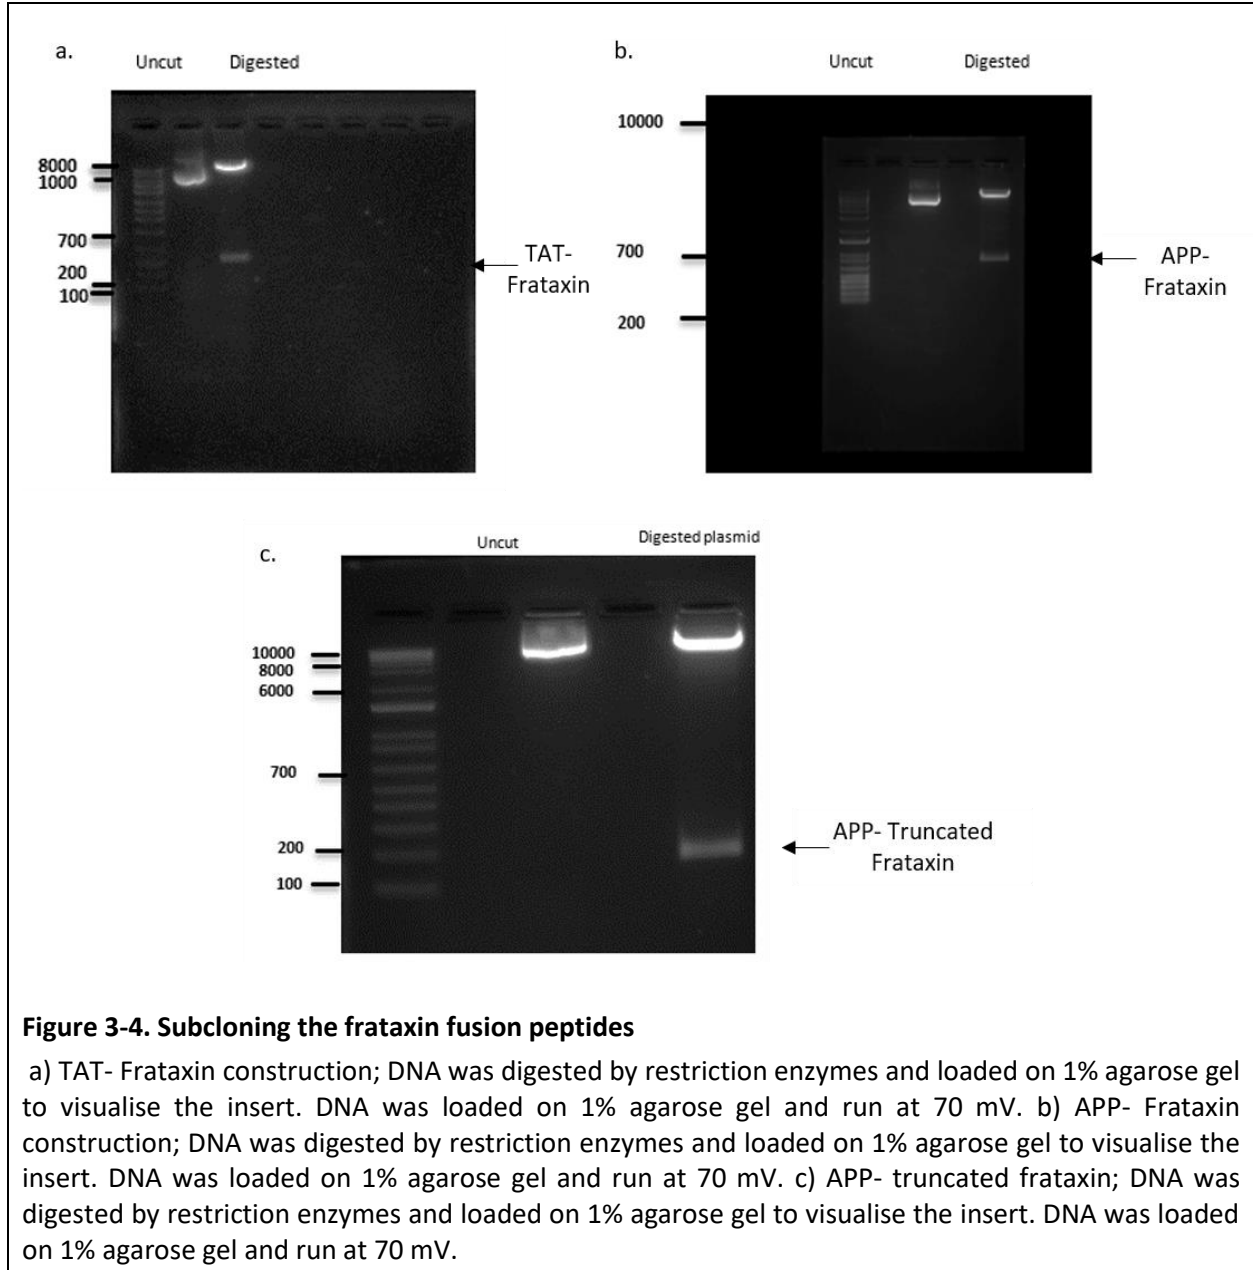 a.
Uncut Digested
8000
1000
700
200
100
TAT-
Frataxin
b.
Uncut Digested
10000
700
200
APP-
Frataxin
c.
Uncut Digested plasmid
10000
8000
6000
700
200
100
APP- Truncated
Frataxin
Figure 3-4. Subcloning the frataxin fusion peptides
a) TAT- Frataxin construction; DNA was digested by restriction enzymes and loaded on 1% agarose gel
to visualise the insert. DNA was loaded on 1% agarose gel and run at 70 mV. b) APP- Frataxin
construction; DNA was digested by restriction enzymes and loaded on 1% agarose gel to visualise the
insert. DNA was loaded on 1% agarose gel and run at 70 mV. c) APP- truncated frataxin; DNA was
digested by restriction enzymes and loaded on 1% agarose gel to visualise the insert. DNA was loaded
on 1% agarose gel and run at 70 mV.